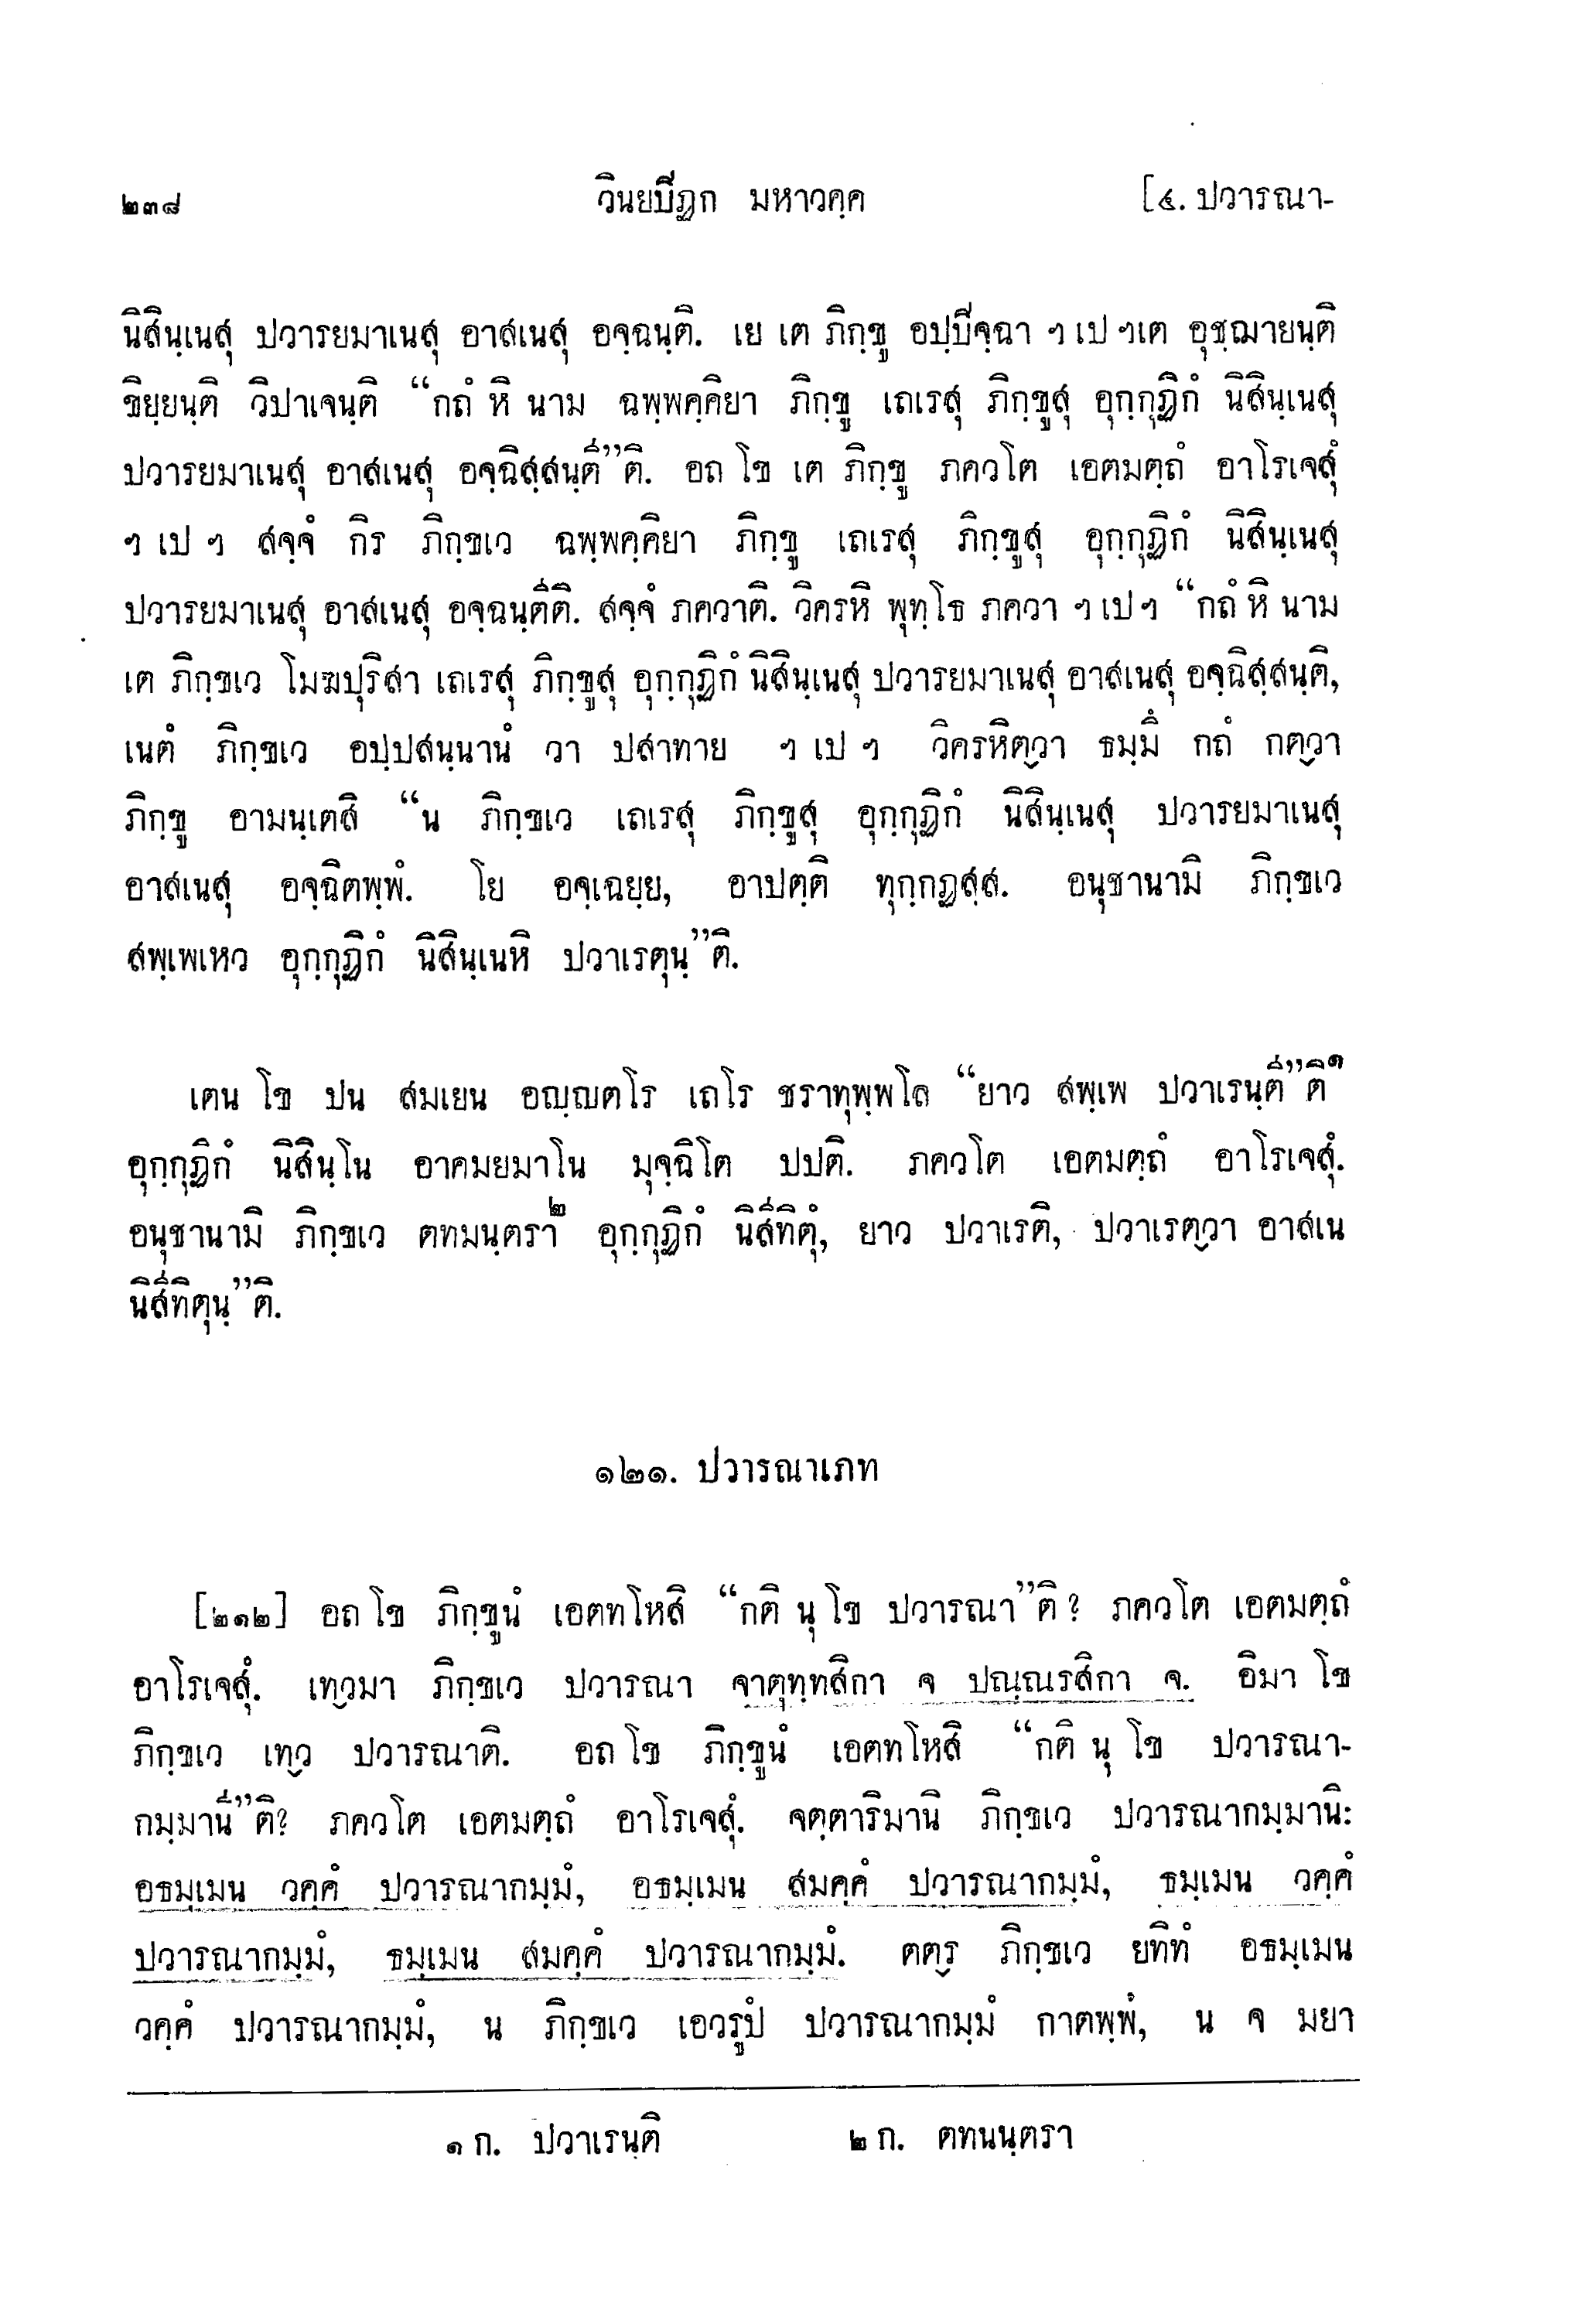 ๒๓๘ วินยปิฏก มหาวคฺค [๔. ปวารณา-
นิสินฺเนสุ ปวารยมาเนสุ อาสเนสุ อจฺฉนฺติ. เย เต ภิกฺขู อปฺปิจฺฉา ฯ เป ฯเต อุชฺฌายนฺติ
ขิยฺยนฺติ วิปาเจนฺติ “กถํ หิ นาม ฉพฺพคฺคิยา ภิกฺขู เถเรสุ ภิกฺขูสุ อุกฺกุฏิกํ นิสินฺเนสุ
ปวารยมาเนสุ อาสเนสุ อจฺฉิสฺสนฺตี”ติ. อถ โข เต ภิกฺขู ภควโต เอตมตฺถํ อาโรเจสุํ
ฯ เป ฯ สจฺจํ กิร ภิกฺขเว ฉพฺพคฺคิยา ภิกฺขู เถเรสุ ภิกฺขูสุ อุกฺกุฏิกํ นิสินฺเนสุ
ปวารยมาเนสุ อาสเนสุ อจฺฉนฺตีติ. สจฺจํ ภควาติ. วิครหิ พุทฺโธ ภควา ฯ เป ฯ “กถํ หิ นาม
เต ภิกฺขเว โมฆปุริสา เถเรสุ ภิกฺขูสุ อุกฺกุฏิกํ นิสินฺเนสุ ปวารยมาเนสุ อาสเนสุ อจฺฉิสฺสนฺติ,
เนตํ ภิกฺขเว อปฺปสนฺนานํ วา ปสาทาย ฯ เป ฯ วิครหิตฺวา ธมฺมึ กถํ กตฺวา
ภิกฺขู อามนฺเตสิ “น ภิกฺขเว เถเรสุ ภิกฺขูสุ อุกฺกุฏิกํ นิสินฺเนสุ ปวารยมาเนสุ
อาสเนสุ อจฺฉิตพฺพํ. โย อจฺเฉยฺย, อาปตฺติ ทุกฺกฏสฺส. อนุชานามิ ภิกฺขเว
สพฺเพเหว อุกฺกุฏิกํ นิสินฺเนหิ ปวาเรตุนฺ”ติ.
เตน โข ปน สมเยน อญฺญตโร เถโร ชราทุพฺพโล “ยาว สพฺเพ ปวาเรนฺตี”ติ๑
อุกฺกุฏิกํ นิสินฺโน อาคมยมาโน มุจฺฉิโต ปปติ. ภควโต เอตมตฺถํ อาโรเจสุํ.
อนุชานามิ ภิกฺขเว ตทมนฺตรา๒ อุกฺกุฏิกํ นิสีทิตุํ, ยาว ปวาเรติ, ปวาเรตฺวา อาสเน
นิสีทิตุนฺ”ติ.
๑๒๑. ปวารณาเภท
[๒๑๒] อถ โข ภิกฺขูนํ เอตทโหสิ “กติ นุ โข ปวารณา”ติ ? ภควโต เอตมตฺถํ
อาโรเจสุํ. เทฺวมา ภิกฺขเว ปวารณา จาตุทฺทสิกา จ ปณฺณรสิกา จ. อิมา โข
ภิกฺขเว เทฺว ปวารณาติ. อถ โข ภิกฺขูนํ เอตทโหสิ “กติ นุ โข ปวารณา-
กมฺมานี”ติ? ภควโต เอตมตฺถํ อาโรเจสุํ. จตฺตาริมานิ ภิกฺขเว ปวารณากมฺมานิ:
อธมฺเมน วคฺคํ ปวารณากมฺมํ, อธมฺเมน สมคฺคํ ปวารณากมฺมํ, ธมฺเมน วคฺคํ
ปวารณากมฺมํ, ธมฺเมน สมคฺคํ ปวารณากมฺมํ. ตตฺร ภิกฺขเว ยทิทํ อธมฺเมน
วคฺคํ ปวารณากมฺมํ, น ภิกฺขเว เอวรูปํ ปวารณากมฺมํ กาตพฺพํ, น จ มยา
๑ ก. ปวาเรนฺติ ๒ ก. ตทนนฺตรา